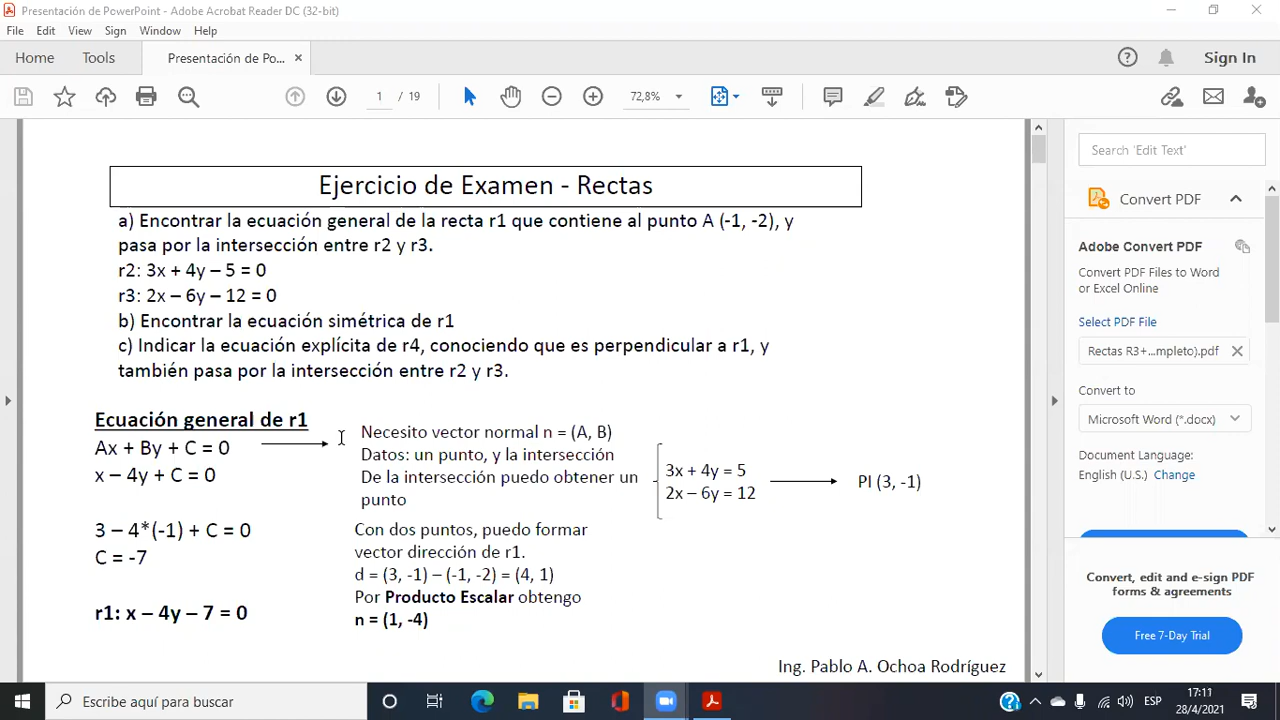 Presentación de PowerPoint - Adobe Acrobat Reader DC (32-bit)
File Edit View Sign Window Help
Home Tools Presentación de Po... × Sign In
1 / 19 72,8%
Ejercicio de Examen - Rectas
a) Encontrar la ecuación general de la recta r1 que contiene al punto A (-1, -2), y
pasa por la intersección entre r2 y r3.
r2: 3x + 4y – 5 = 0
r3: 2x – 6y – 12 = 0
b) Encontrar la ecuación simétrica de r1
c) Indicar la ecuación explícita de r4, conociendo que es perpendicular a r1, y
también pasa por la intersección entre r2 y r3.
Ecuación general de r1
Ax + By + C = 0
x – 4y + C = 0
3 – 4*(-1) + C = 0
C = -7
r1: x – 4y – 7 = 0
Necesito vector normal n = (A, B)
Datos: un punto, y la intersección
De la intersección puedo obtener un
punto
3x + 4y = 5
2x – 6y = 12
PI (3, -1)
Con dos puntos, puedo formar
vector dirección de r1.
d = (3, -1) – (-1, -2) = (4, 1)
Por Producto Escalar obtengo
n = (1, -4)
Ing. Pablo A. Ochoa Rodríguez
Search 'Edit Text'
Convert PDF
Adobe Convert PDF
Convert PDF Files to Word
or Excel Online
Select PDF File
Rectas R3+...mpleto).pdf
Convert to
Microsoft Word (*.docx)
Document Language:
English (U.S.) Change
Convert, edit and e-sign PDF
forms & agreements
Free 7-Day Trial
Escribe aquí para buscar
ESP
17:11
28/4/2021